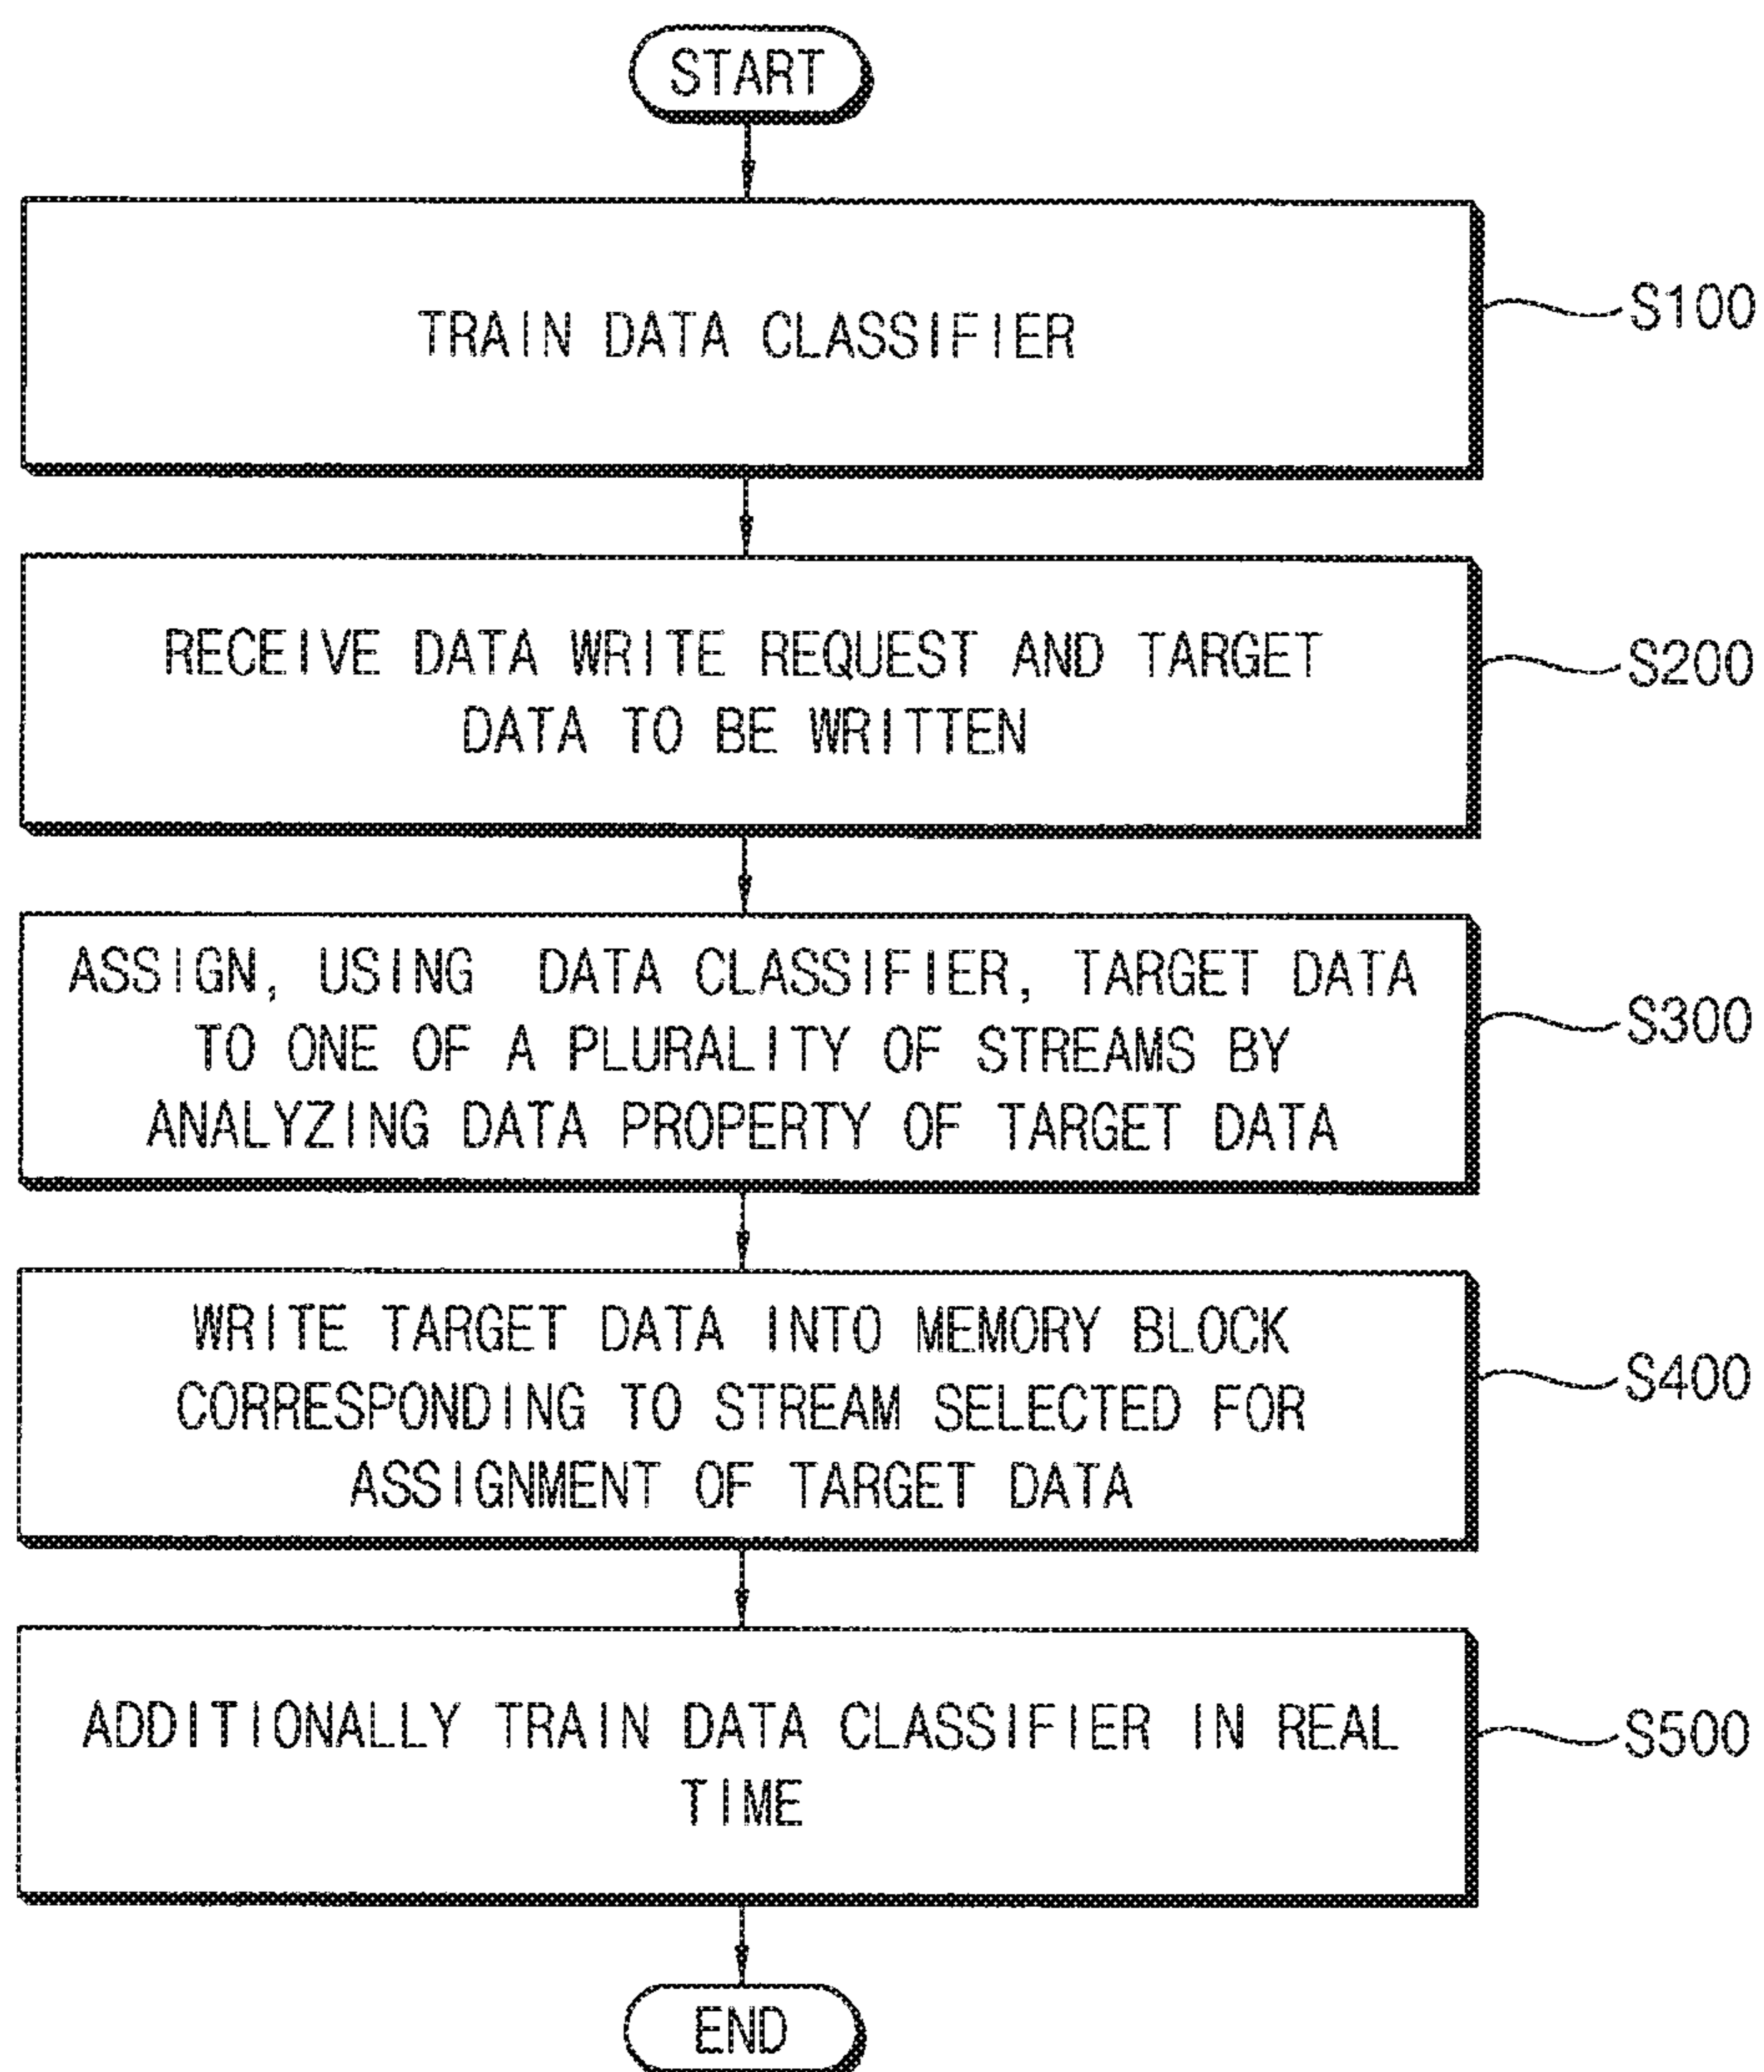 START
TRAIN DATA CLASSIFIER
S100
RECEIVE DATA WRITE REQUEST AND TARGET
DATA TO BE WRITTEN
S200
ASSIGN, USING DATA CLASSIFIER, TARGET DATA
TO ONE OF A PLURALITY OF STREAMS BY
ANALYZING DATA PROPERTY OF TARGET DATA
S300
WRITE TARGET DATA INTO MEMORY BLOCK
CORRESPONDING TO STREAM SELECTED FOR
ASSIGNMENT OF TARGET DATA
S400
ADDITIONALLY TRAIN DATA CLASSIFIER IN REAL
TIME
S500
END